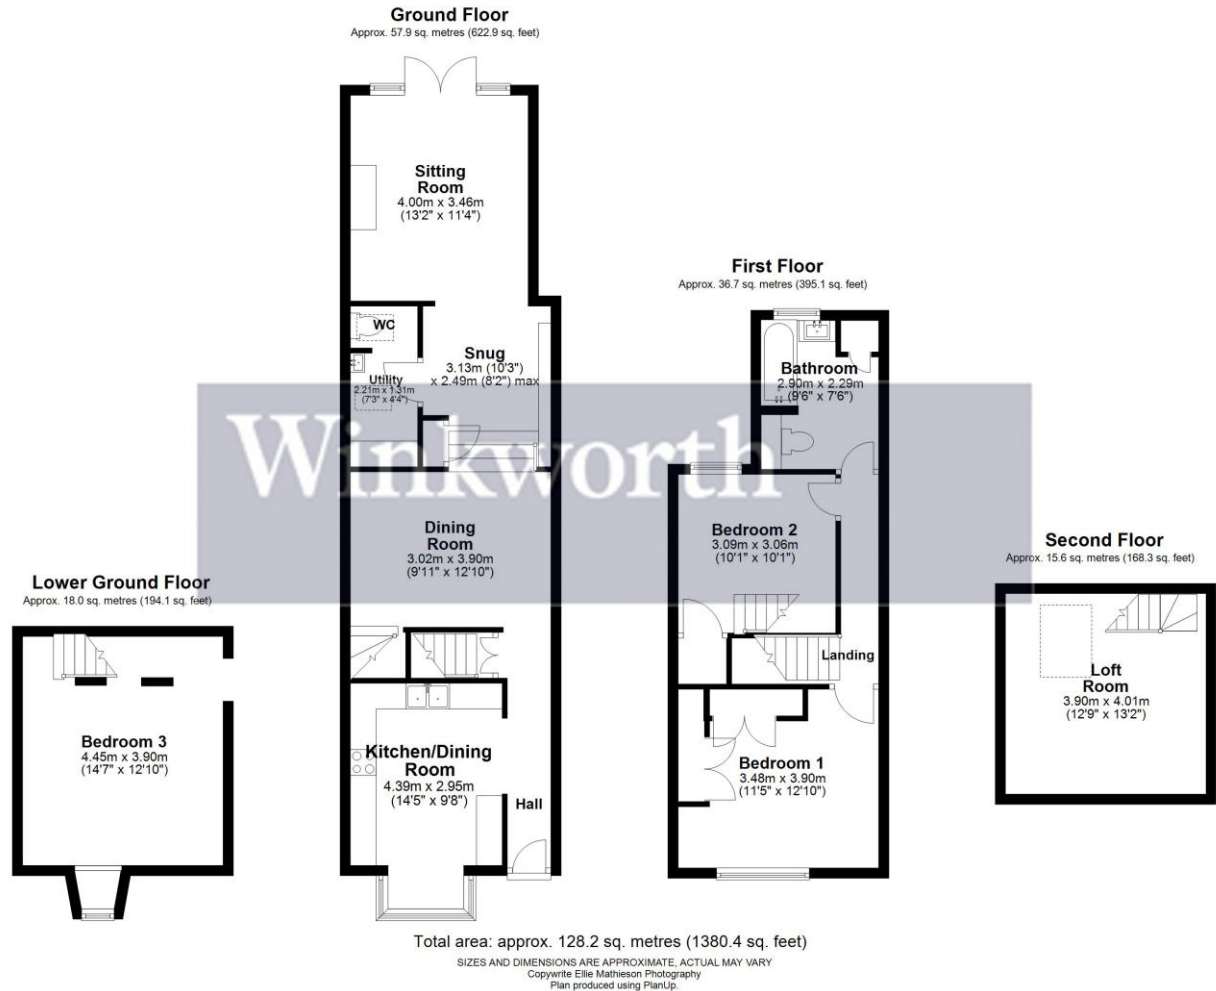 Ground Floor
Approx. 57.9 sq. metres (622.9 sq. feet)
Sitting
Room
4.00m x 3.46m
(13'2" x 11'4")
WC
Snug
3.13m (10'3")
x 2.49m (8'2") max
Utility
2.21m x 1.31m
(7'3" x 4'4")
Dining
Room
3.02m x 3.90m
(9'11" x 12'10")
Kitchen/Dining
Room
4.39m x 2.95m
(14'5" x 9'8")
Hall
First Floor
Approx. 36.7 sq. metres (395.1 sq. feet)
Bathroom
2.90m x 2.29m
(9'6" x 7'6")
Bedroom 2
3.09m x 3.06m
(10'1" x 10'1")
Landing
Bedroom 1
3.48m x 3.90m
(11'5" x 12'10")
Second Floor
Approx. 15.6 sq. metres (168.3 sq. feet)
Loft
Room
3.90m x 4.01m
(12'9" x 13'2")
Lower Ground Floor
Approx. 18.0 sq. metres (194.1 sq. feet)
Bedroom 3
4.45m x 3.90m
(14'7" x 12'10")
Winkworth
Total area: approx. 128.2 sq. metres (1380.4 sq. feet)
SIZES AND DIMENSIONS ARE APPROXIMATE, ACTUAL MAY VARY
Copywrite Ellie Mathieson Photography
Plan produced using PlanUp.